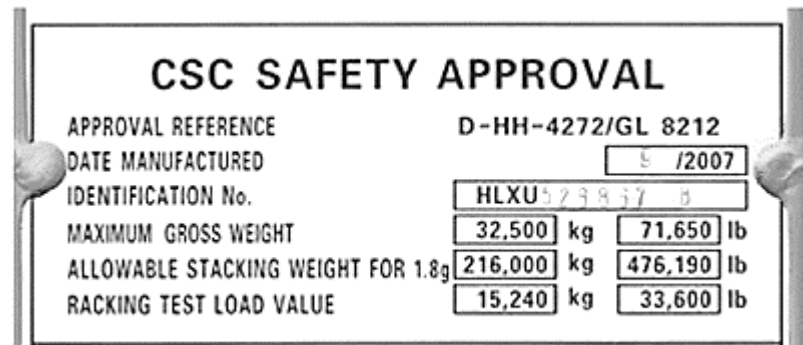 CSC SAFETY APPROVAL
APPROVAL REFERENCE D-HH-4272/GL 8212
DATE MANUFACTURED /2007
IDENTIFICATION No. HLXU
MAXIMUM GROSS WEIGHT 32,500 kg 71,650 lb
ALLOWABLE STACKING WEIGHT FOR 1.8g 216,000 kg 476,190 lb
RACKING TEST LOAD VALUE 15,240 kg 33,600 lb